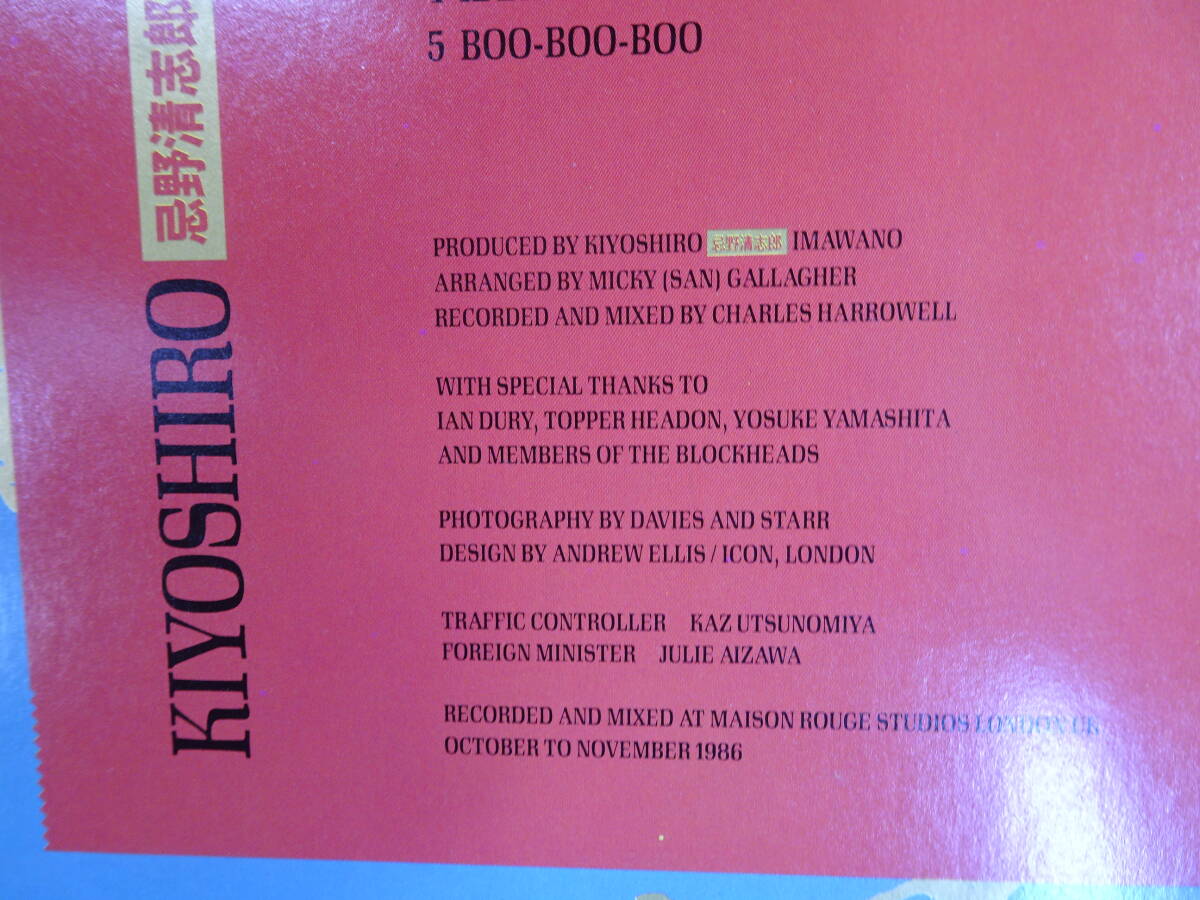 5 BOO-BOO-BOO
忌野清志郎
KIYOSHIRO
PRODUCED BY KIYOSHIRO 忌野清志郎 IMAWANO
ARRANGED BY MICKY (SAN) GALLAGHER
RECORDED AND MIXED BY CHARLES HARROWELL
WITH SPECIAL THANKS TO
IAN DURY, TOPPER HEADON, YOSUKE YAMASHITA
AND MEMBERS OF THE BLOCKHEADS
PHOTOGRAPHY BY DAVIES AND STARR
DESIGN BY ANDREW ELLIS / ICON, LONDON
TRAFFIC CONTROLLER KAZ UTSUNOMIYA
FOREIGN MINISTER JULIE AIZAWA
RECORDED AND MIXED AT MAISON ROUGE STUDIOS LONDON UK
OCTOBER TO NOVEMBER 1986